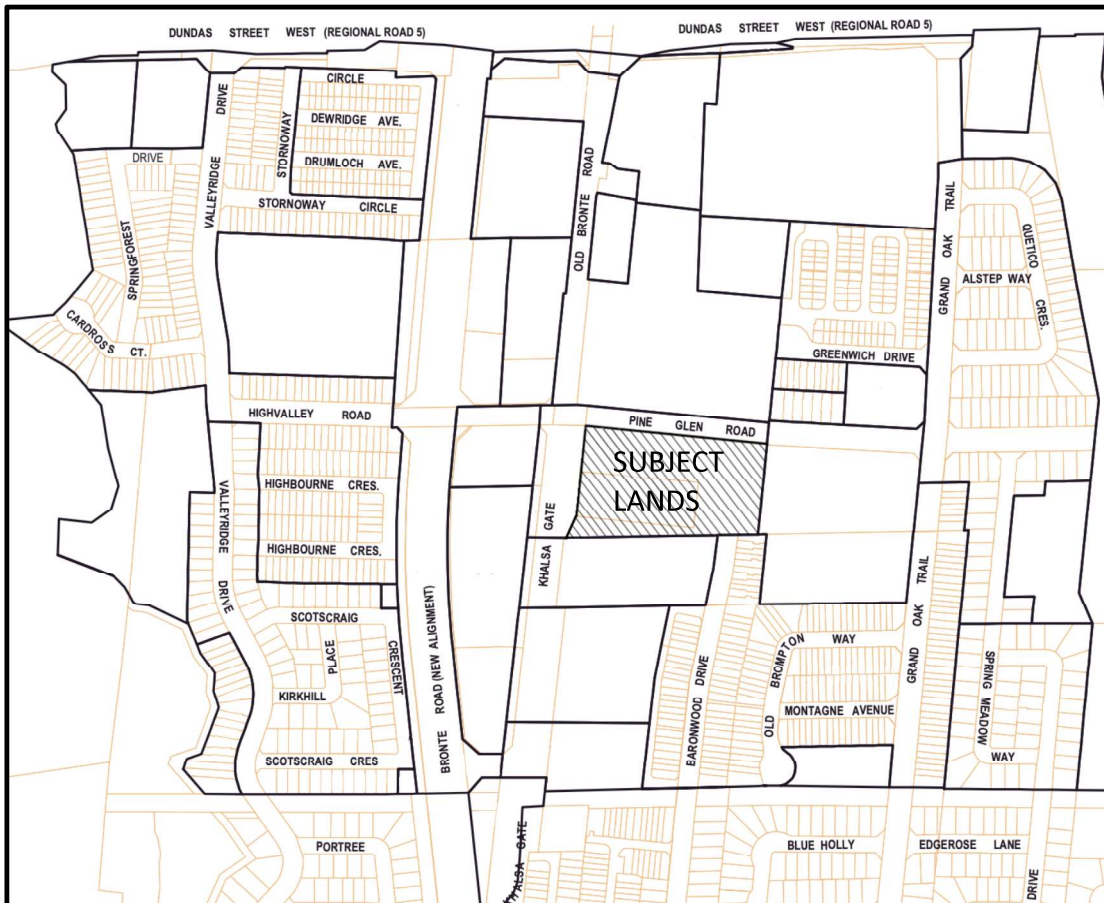 DUNDAS STREET WEST (REGIONAL ROAD 5)
DUNDAS STREET WEST (REGIONAL ROAD 5)
CIRCLE
DEWRIDGE AVE.
DRUMLOCH AVE.
STORNOWAY
STORNOWAY CIRCLE
VALLEYRIDGE DRIVE
DRIVE
SPRINGFOREST
CARDROSS CT.
OLD BRONTE ROAD
GRAND OAK TRAIL
QUETICO CRES.
ALSTEP WAY
GREENWICH DRIVE
HIGHVALLEY ROAD
PINE GLEN ROAD
SUBJECT
LANDS
HIGHBOURNE CRES.
HIGHBOURNE CRES.
VALLEYRIDGE DRIVE
KHALSA GATE
SCOTSCRAIG
CRESCENT
PLACE
KIRKHILL
SCOTSCRAIG CRES
BRONTE ROAD (NEW ALIGNMENT)
EARONWOOD DRIVE
OLD BROMPTON WAY
MONTAGNE AVENUE
GRAND OAK TRAIL
SPRING MEADOW
WAY
PORTREE
GATE
BLUE HOLLY
EDGEROSE LANE
DRIVE